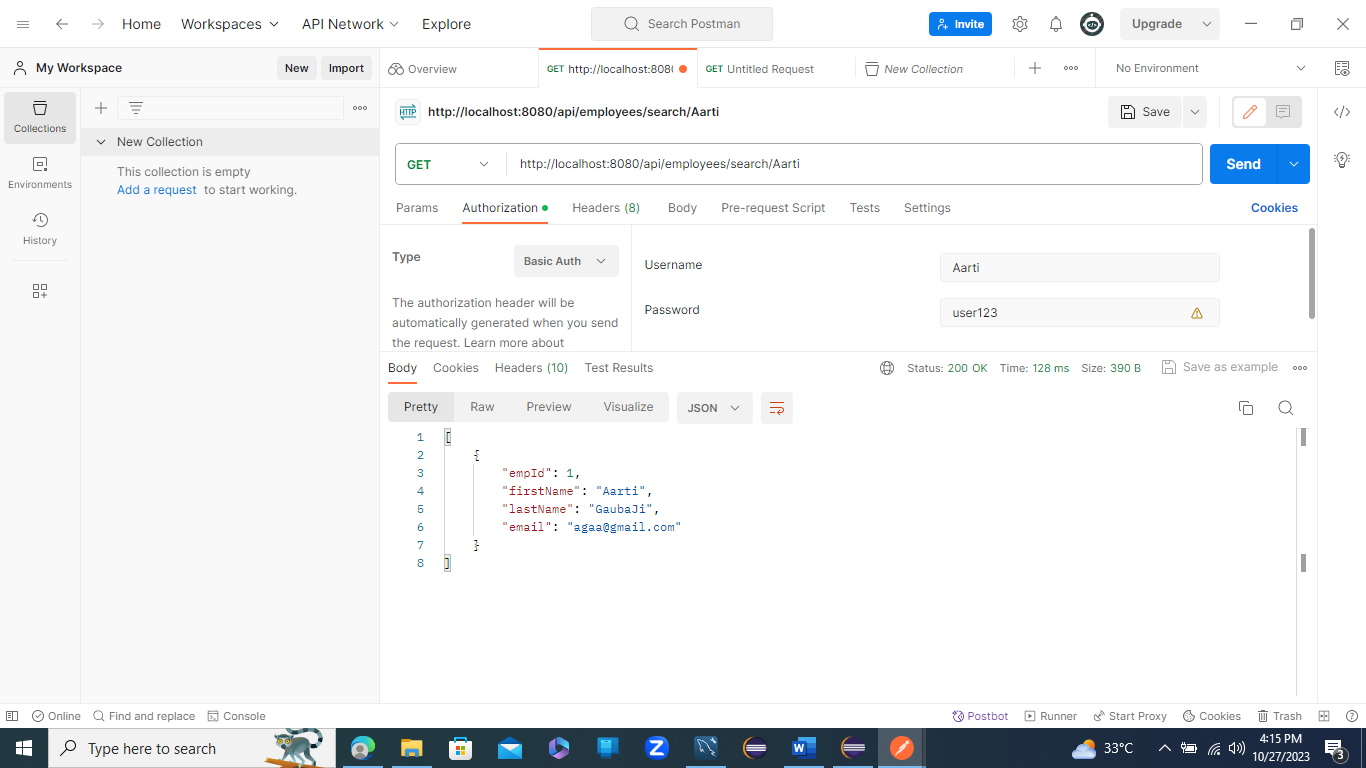 Home Workspaces API Network Explore Search Postman Invite Upgrade
My Workspace New Import Overview GET http://localhost:808 GET Untitled Request New Collection No Environment
Collections
Environments
History
New Collection
This collection is empty
Add a request to start working.
HTTP http://localhost:8080/api/employees/search/Aarti Save
GET http://localhost:8080/api/employees/search/Aarti Send
Params Authorization Headers (8) Body Pre-request Script Tests Settings Cookies
Type Basic Auth
The authorization header will be
automatically generated when you send
the request. Learn more about
Username Aarti
Password user123
Body Cookies Headers (10) Test Results Status: 200 OK Time: 128 ms Size: 390 B Save as example
Pretty Raw Preview Visualize JSON
1 [
2 {
3 "empId": 1,
4 "firstName": "Aarti",
5 "lastName": "GaubaJi",
6 "email": "agaa@gmail.com"
7 }
8 ]
Online Find and replace Console Postbot Runner Start Proxy Cookies Trash
Type here to search 33°C 4:15 PM
10/27/2023 3